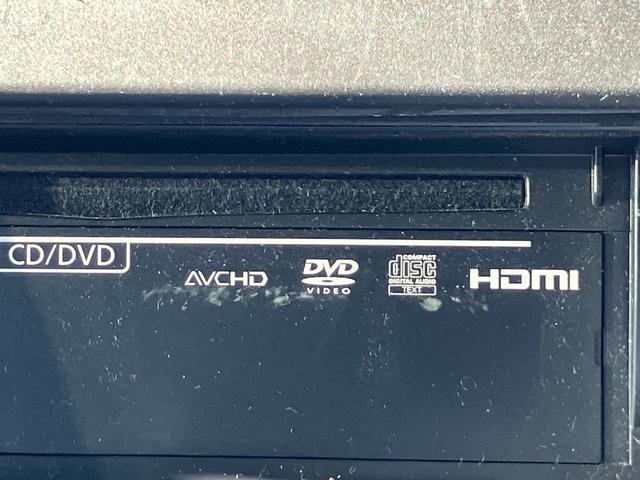 CD/DVD
AVCHD
DVD
VIDEO
COMPACT
disc
DIGITAL AUDIO
TEXT
HDMI